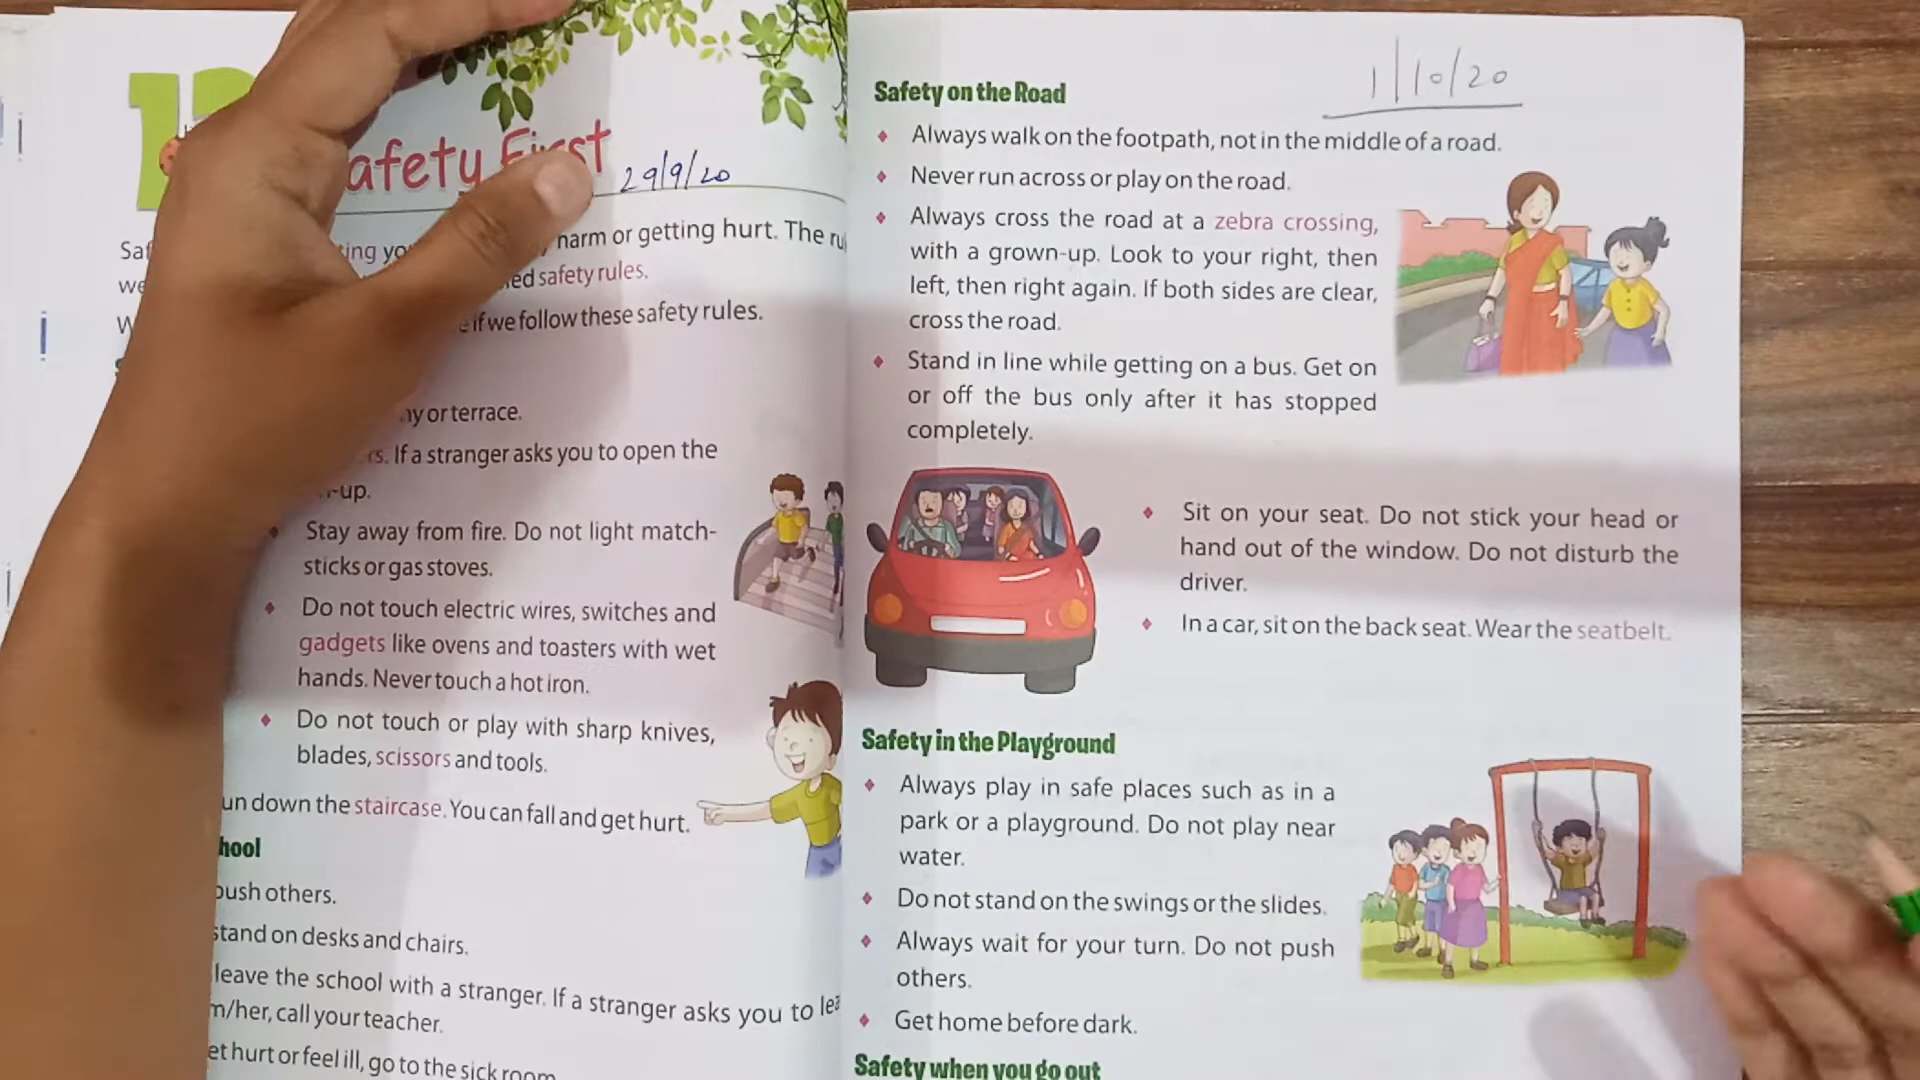 afety First
29/9/20
ting yo harm or getting hurt. The ru
ed safety rules.
e if we follow these safety rules.
ny or terrace.
rs. If a stranger asks you to open the
n-up.
Stay away from fire. Do not light match-
sticks or gas stoves.
Do not touch electric wires, switches and
gadgets like ovens and toasters with wet
hands. Never touch a hot iron.
Do not touch or play with sharp knives,
blades, scissors and tools.
un down the staircase. You can fall and get hurt.
hool
push others.
stand on desks and chairs.
leave the school with a stranger. If a stranger asks you to lea
m/her, call your teacher.
et hurt or feel ill, go to the sick room
1/10/20
Safety on the Road
Always walk on the footpath, not in the middle of a road.
Never run across or play on the road.
Always cross the road at a zebra crossing,
with a grown-up. Look to your right, then
left, then right again. If both sides are clear,
cross the road.
Stand in line while getting on a bus. Get on
or off the bus only after it has stopped
completely.
Sit on your seat. Do not stick your head or
hand out of the window. Do not disturb the
driver.
In a car, sit on the back seat. Wear the seatbelt.
Safety in the Playground
Always play in safe places such as in a
park or a playground. Do not play near
water.
Do not stand on the swings or the slides.
Always wait for your turn. Do not push
others.
Get home before dark.
Safety when you go out